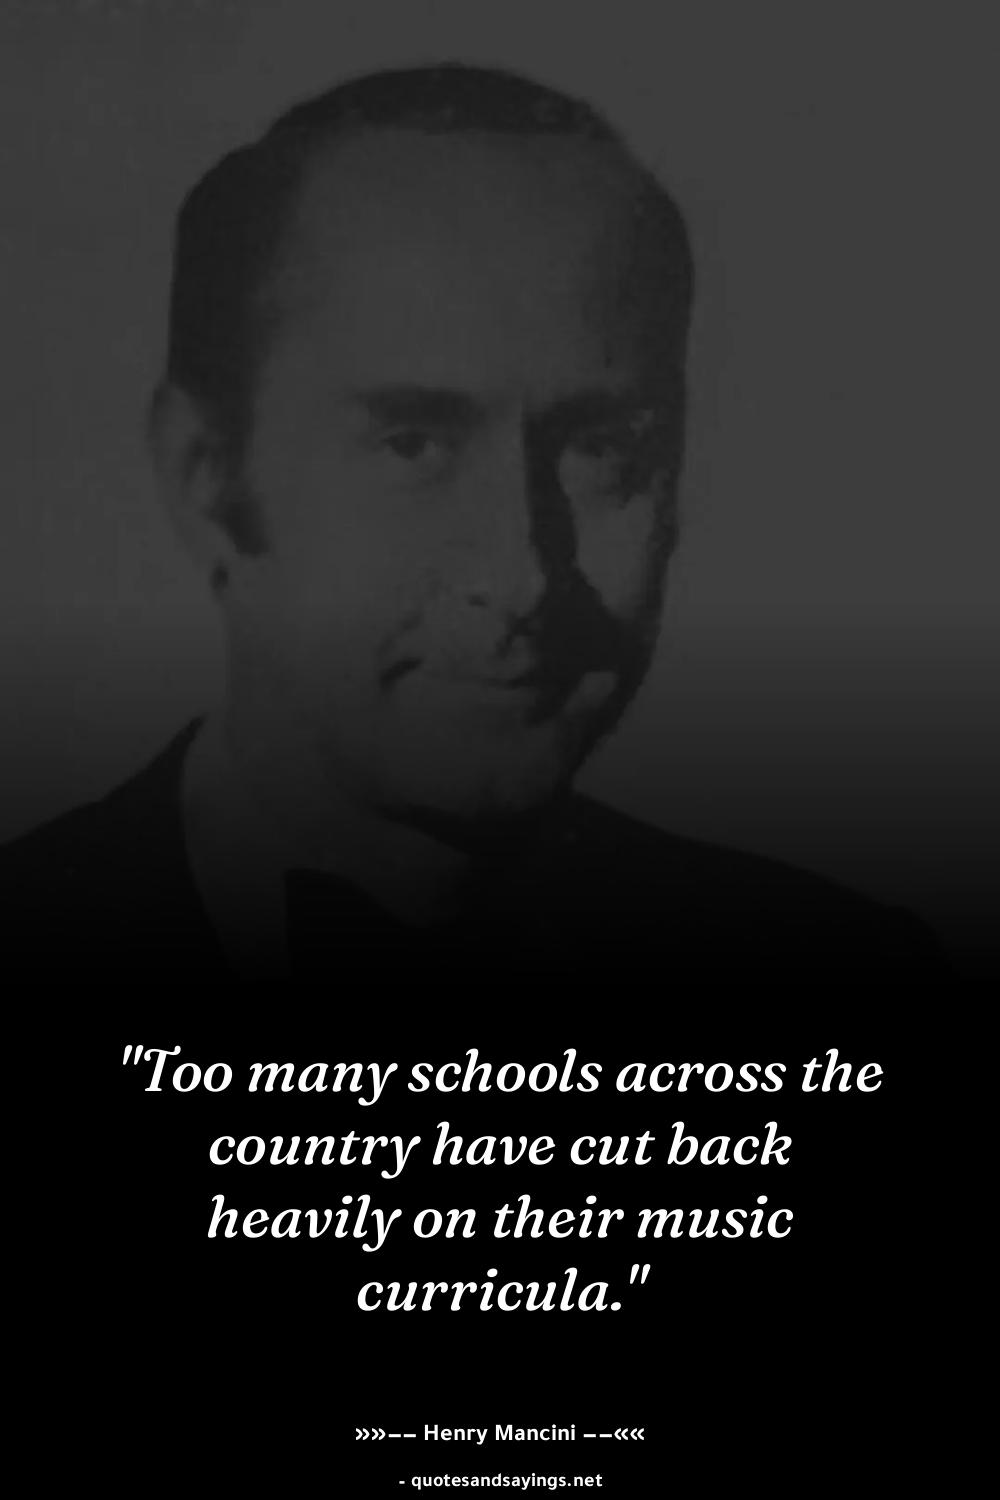 "Too many schools across the
country have cut back
heavily on their music
curricula."
»»–– Henry Mancini ––««
- quotesandsayings.net